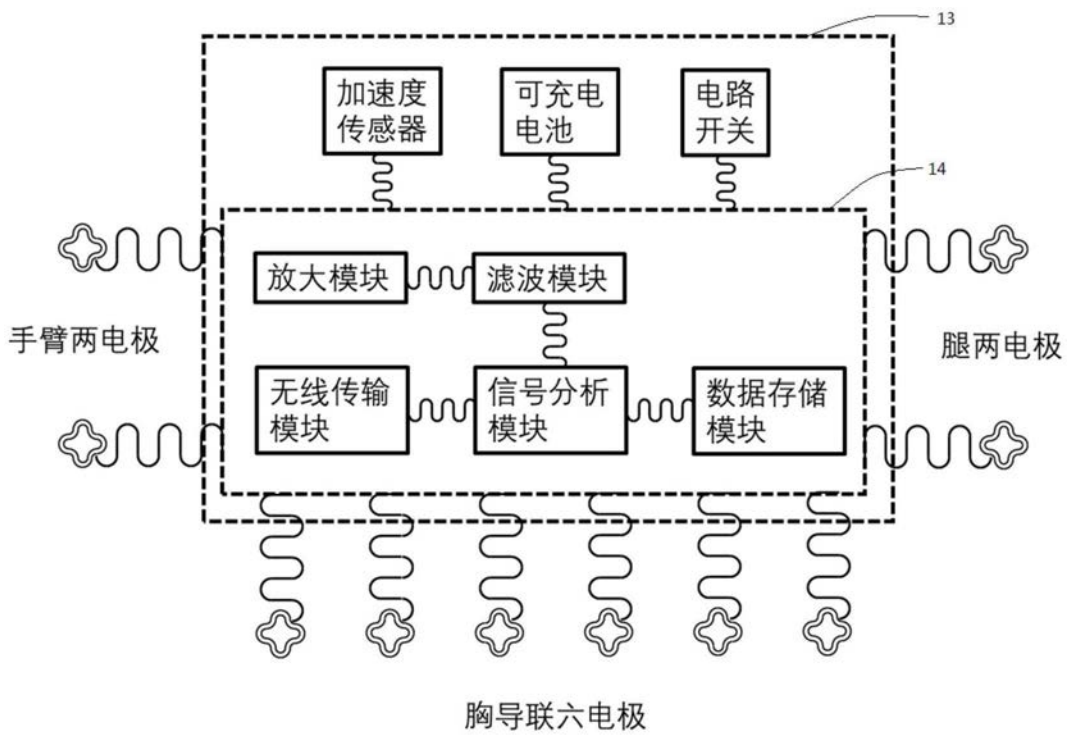 13
加速度
传感器
可充电
电池
电路
开关
14
放大模块
滤波模块
手臂两电极
腿两电极
无线传输
模块
信号分析
模块
数据存储
模块
胸导联六电极